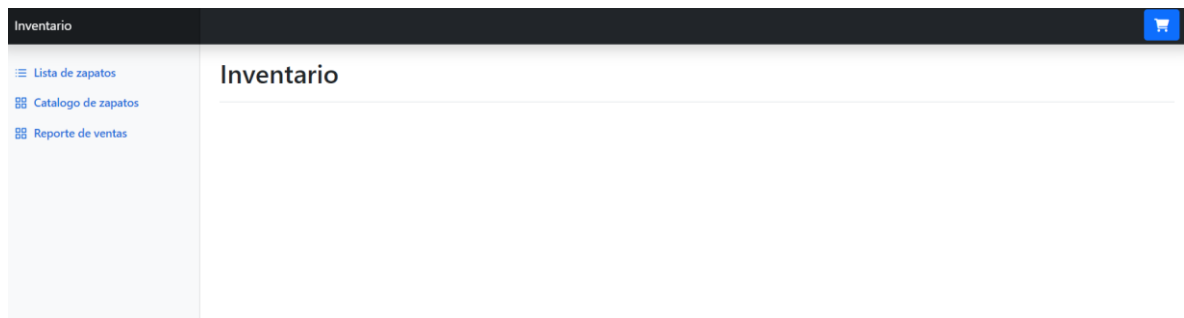 Inventario
Lista de zapatos
Catalogo de zapatos
Reporte de ventas
Inventario